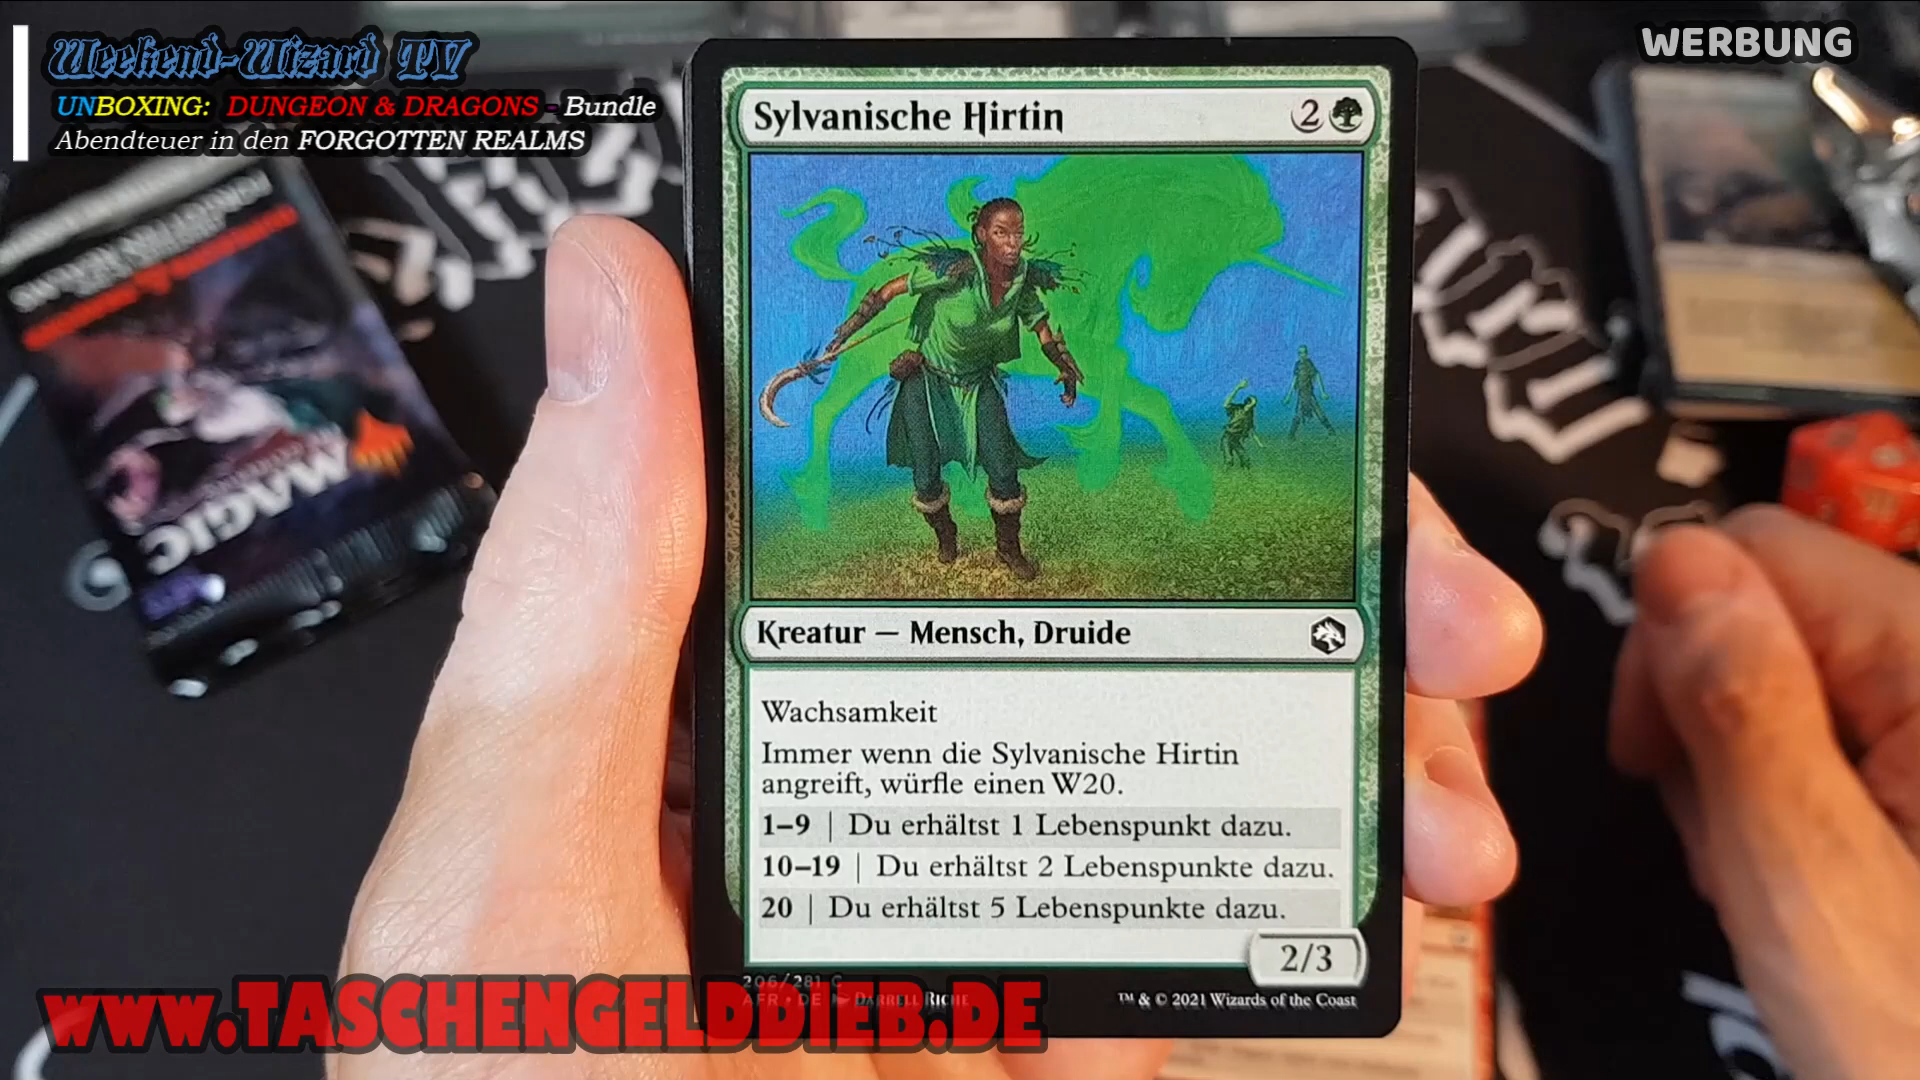 Weekend-Wizard TV
UNBOXING: DUNGEON & DRAGONS - Bundle
Abendteuer in den FORGOTTEN REALMS
WERBUNG
Sylvanische Hirtin
2
Kreatur — Mensch, Druide
Wachsamkeit
Immer wenn die Sylvanische Hirtin
angreift, würfle einen W20.
1–9 | Du erhältst 1 Lebenspunkt dazu.
10–19 | Du erhältst 2 Lebenspunkte dazu.
20 | Du erhältst 5 Lebenspunkte dazu.
2/3
206/281 C
AFR • DE DARRELL RICHE
™ & © 2021 Wizards of the Coast
MAGIC
www.TASCHENGELDDIEB.DE